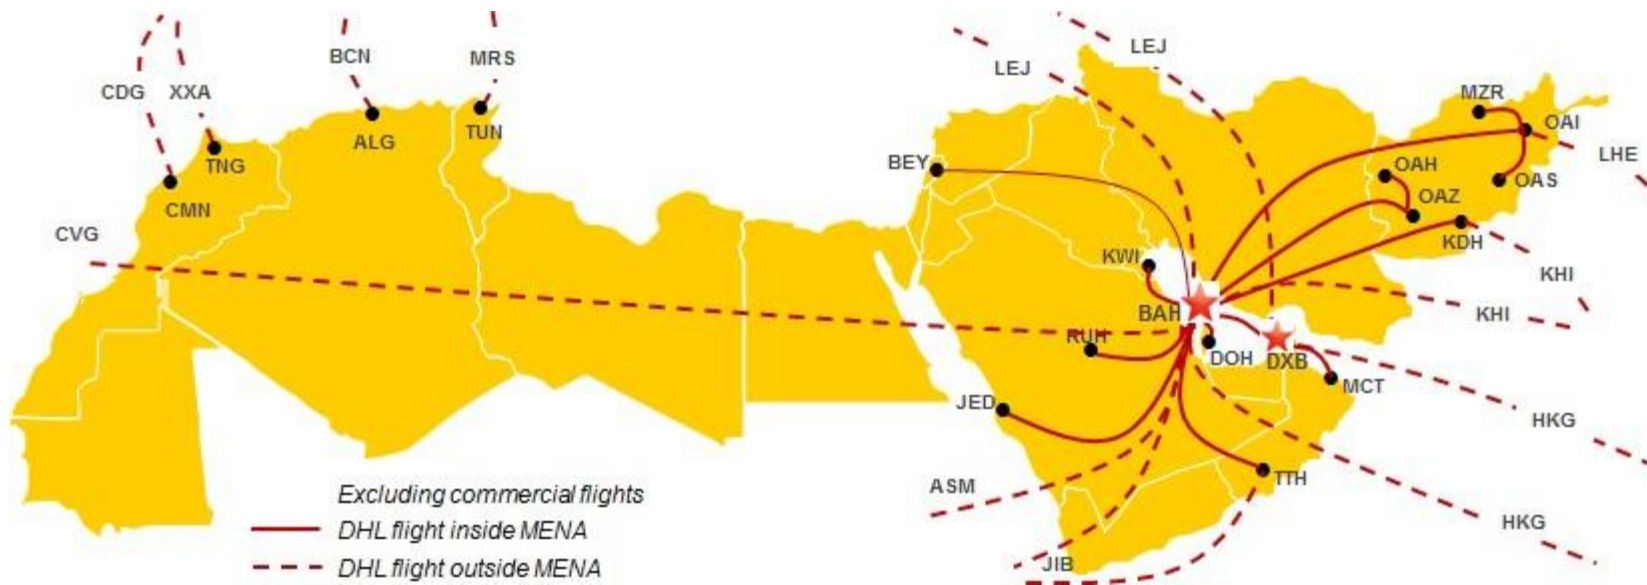 LEJ
LEJ
BCN
MRS
CDG
XXA
MZR
OAI
TUN
ALG
LHE
TNG
BEY
OAH
OAS
OAZ
CMN
CVG
KDH
KWI
KHI
BAH
KHI
RUH
DOH
DXB
MCT
JED
HKG
TTH
ASM
Excluding commercial flights
HKG
DHL flight inside MENA
JIB
DHL flight outside MENA